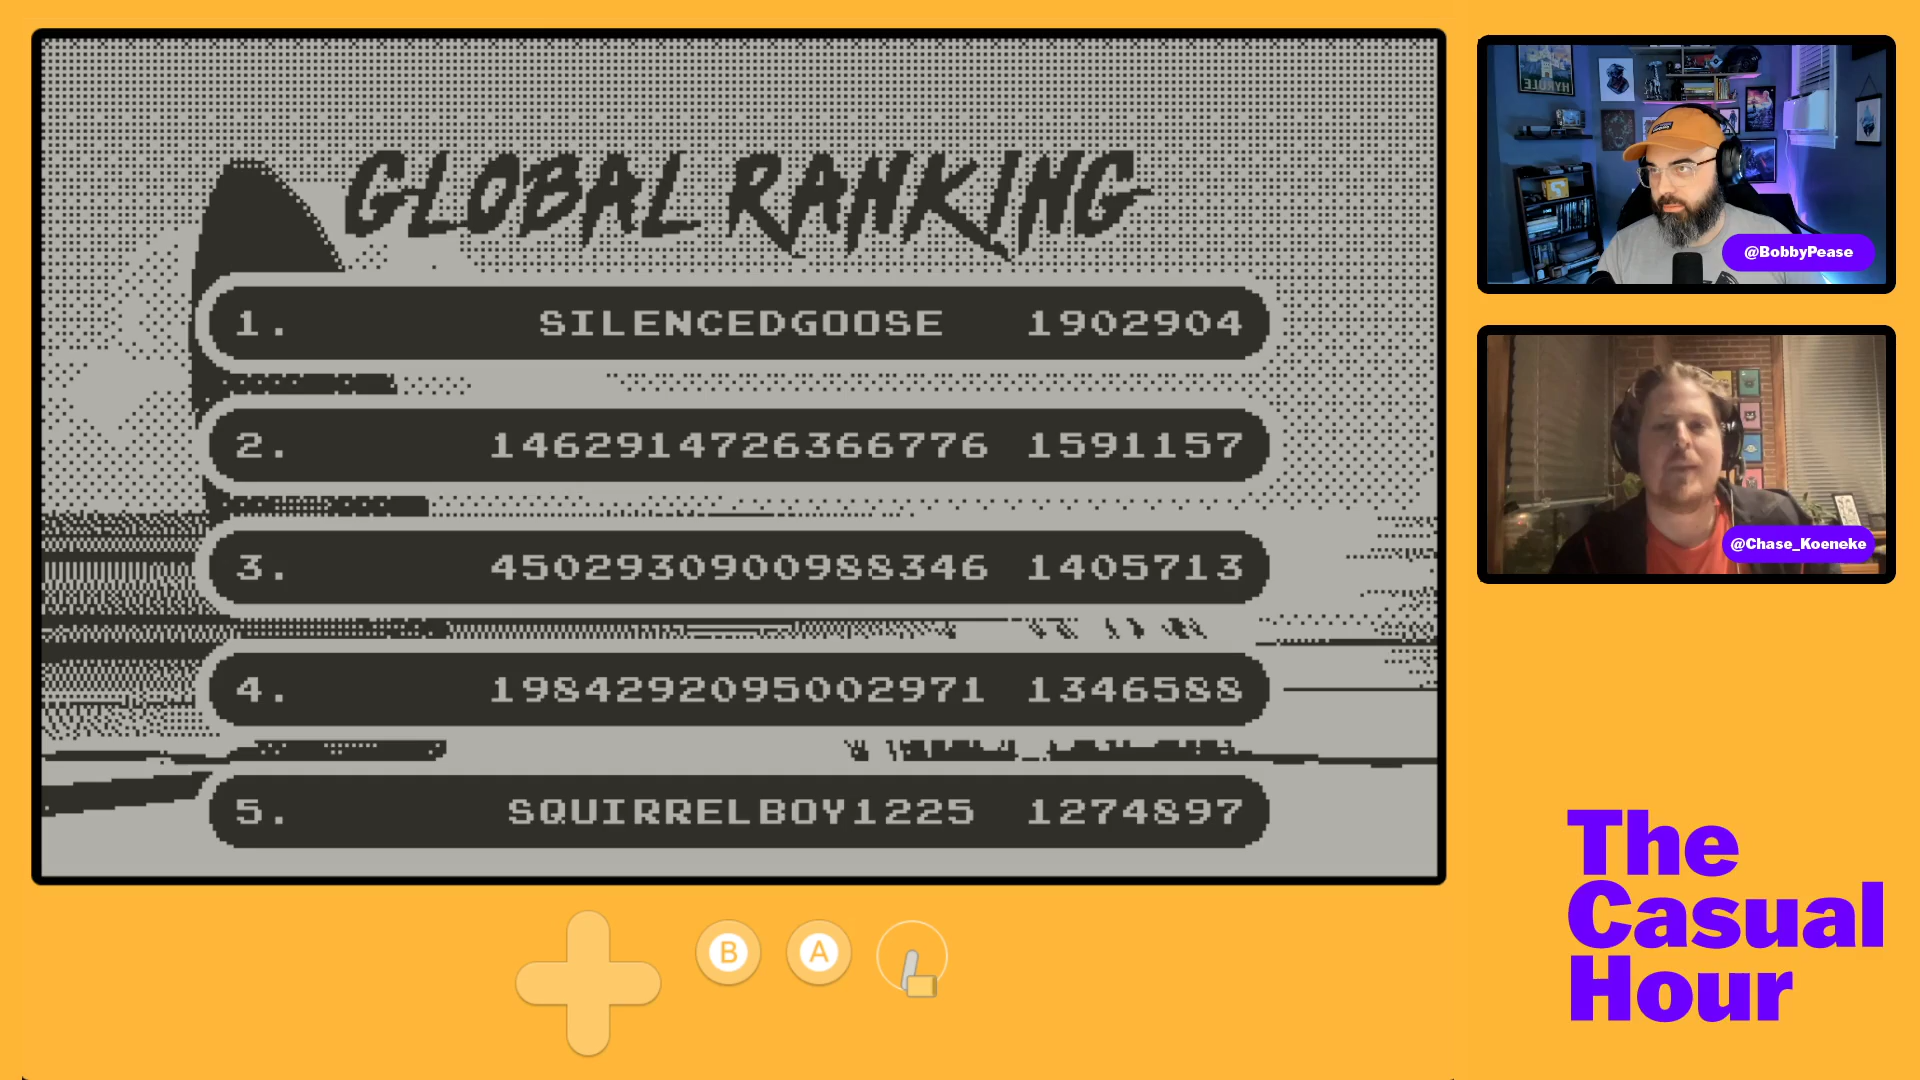 GLOBAL RANKING
1. SILENCEDGOOSE 1902904
2. 1462914726366776 1591157
3. 4502930900988346 1405713
4. 1984292095002971 1346588
5. SQUIRRELBOY1225 1274897
B A
HYRULE
@BobbyPease
@Chase_Koeneke
The
Casual
Hour